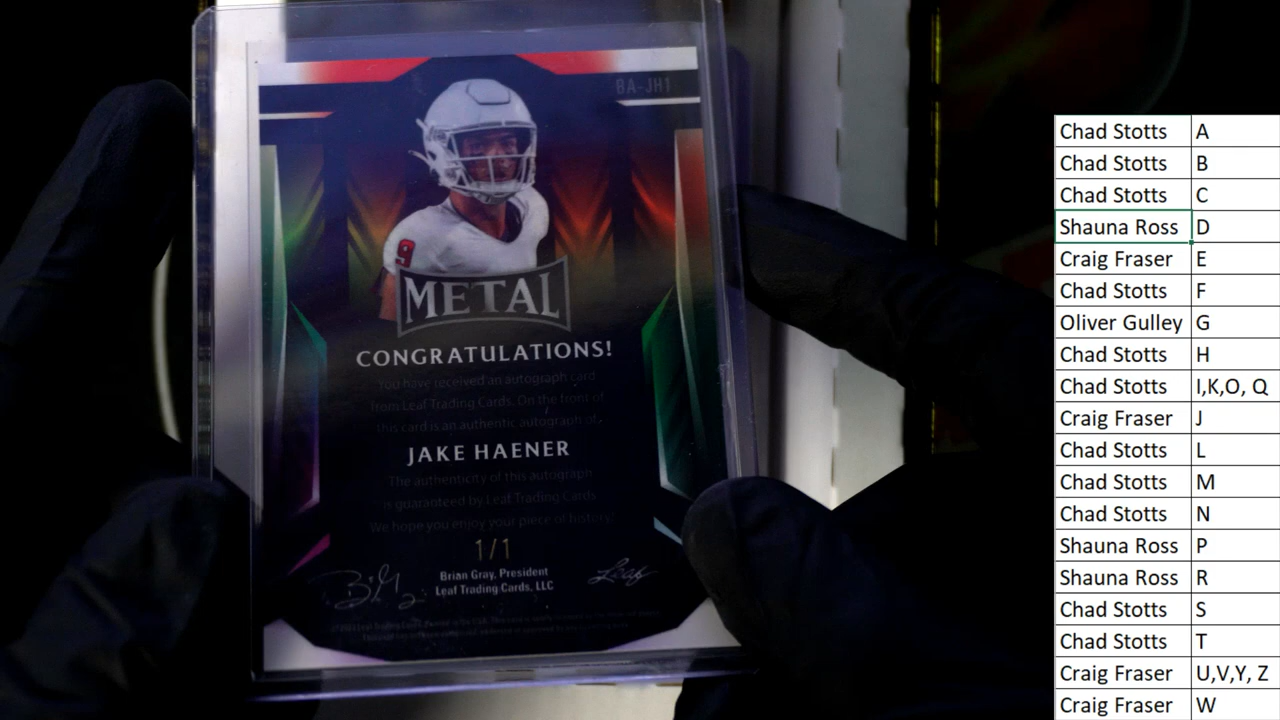 BA-JH1
9
METAL
CONGRATULATIONS!
You have received an autograph card
from Leaf Trading Cards. On the front of
this card is an authentic autograph of
JAKE HAENER
The authenticity of this autograph
is guaranteed by Leaf Trading Cards
We hope you enjoy your piece of history!
1/1
Brian Gray, President
Leaf Trading Cards, LLC
Leaf
Chad Stotts A
Chad Stotts B
Chad Stotts C
Shauna Ross D
Craig Fraser E
Chad Stotts F
Oliver Gulley G
Chad Stotts H
Chad Stotts I,K,O, Q
Craig Fraser J
Chad Stotts L
Chad Stotts M
Chad Stotts N
Shauna Ross P
Shauna Ross R
Chad Stotts S
Chad Stotts T
Craig Fraser U,V,Y, Z
Craig Fraser W